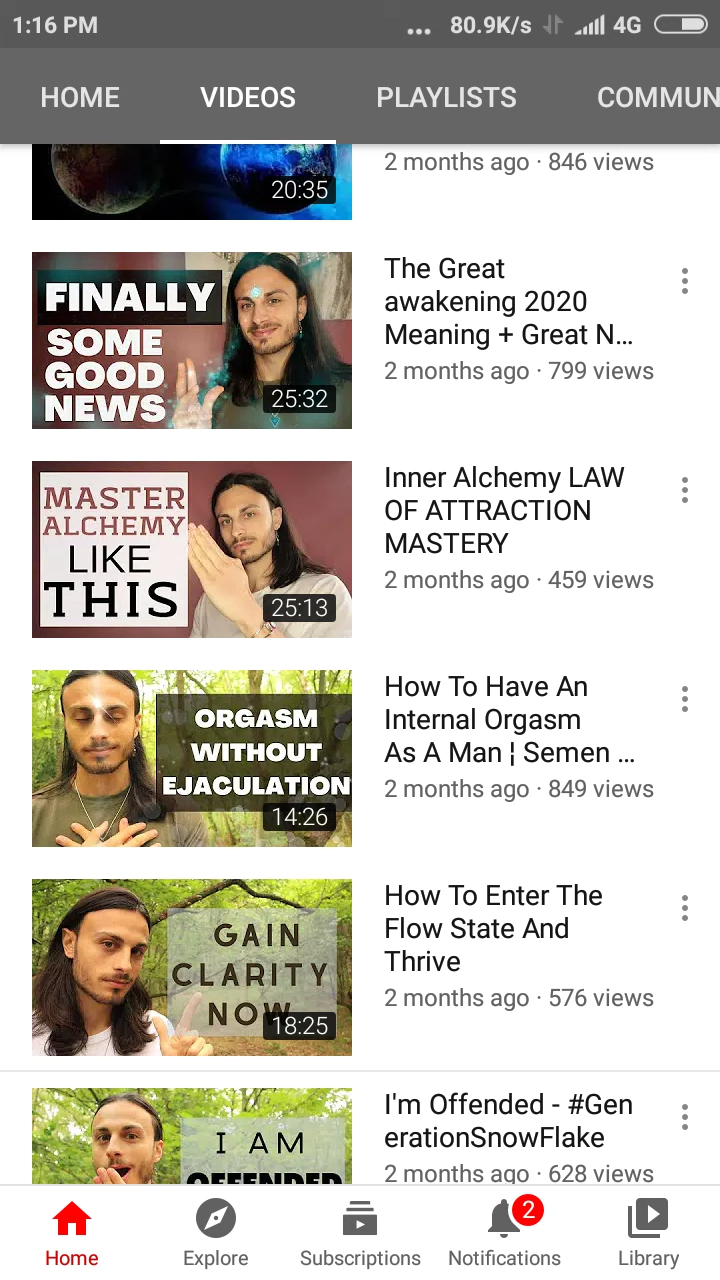 1:16 PM
... 80.9K/s 4G
HOME VIDEOS PLAYLISTS COMMUN
20:35
2 months ago · 846 views
FINALLY
SOME
GOOD
NEWS
25:32
The Great
awakening 2020
Meaning + Great N...
2 months ago · 799 views
MASTER
ALCHEMY
LIKE
THIS
25:13
Inner Alchemy LAW
OF ATTRACTION
MASTERY
2 months ago · 459 views
ORGASM
WITHOUT
EJACULATION
14:26
How To Have An
Internal Orgasm
As A Man ¦ Semen ...
2 months ago · 849 views
GAIN
CLARITY
NOW
18:25
How To Enter The
Flow State And
Thrive
2 months ago · 576 views
I AM
OFFENDED
I'm Offended - #Gen
erationSnowFlake
2 months ago · 628 views
2
Home Explore Subscriptions Notifications Library